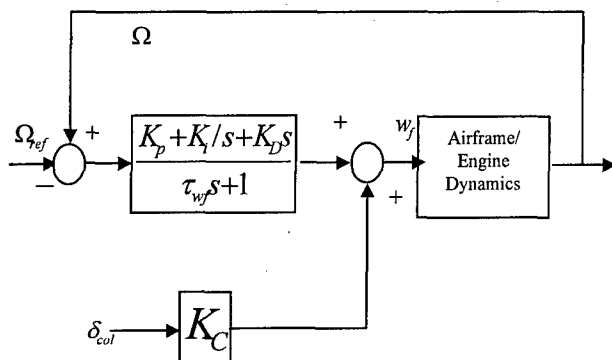 Ω
Ω_ref
+
−
K_p+K_i/s+K_D s
τ_wf s+1
+
+
w_f
Airframe/
Engine
Dynamics
δ_col
K_C